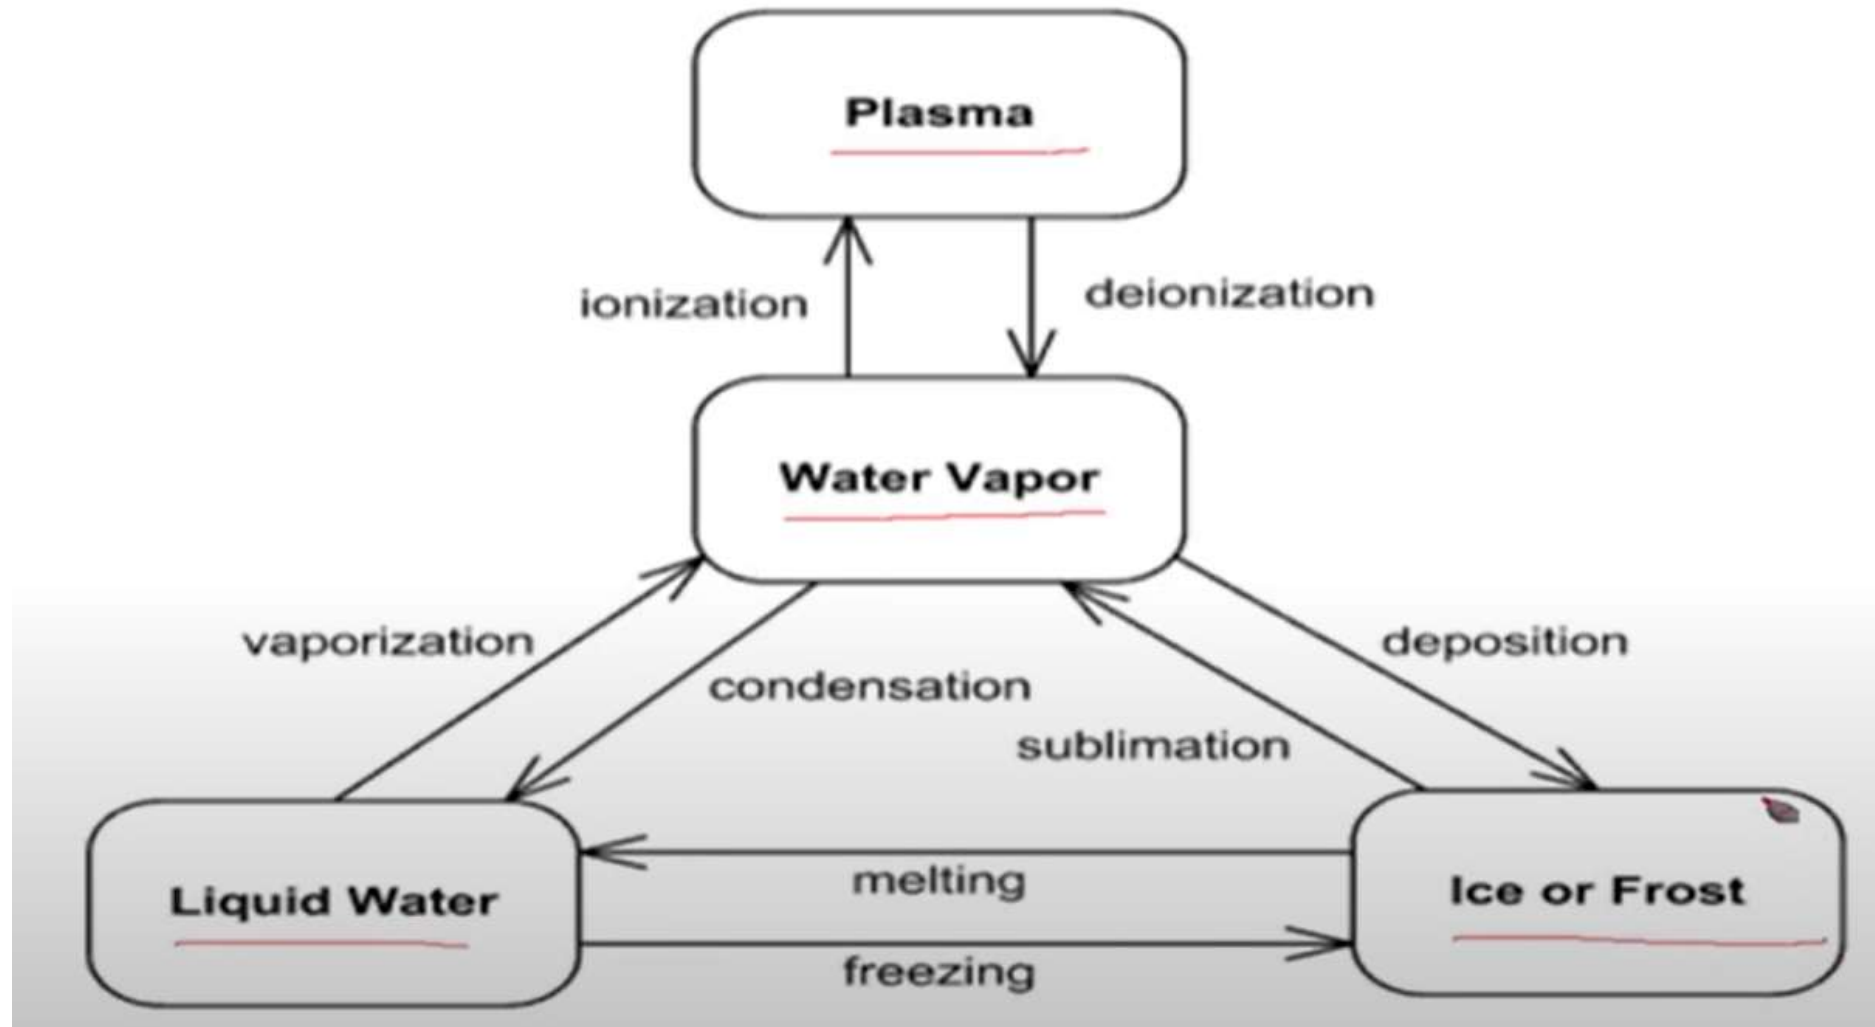 Plasma
ionization
deionization
Water Vapor
vaporization
deposition
condensation
sublimation
melting
Liquid Water
Ice or Frost
freezing